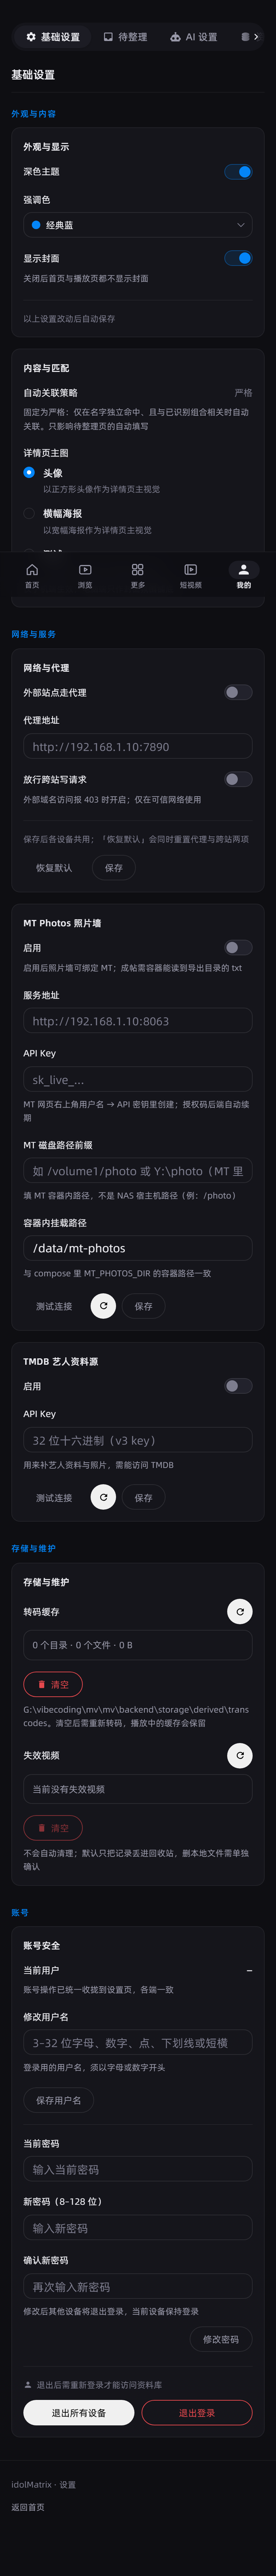 基础设置
待整理
AI 设置
基础设置
外观与内容
外观与显示
深色主题
强调色
经典蓝
显示封面
关闭后首页与播放页都不显示封面
以上设置改动后自动保存
内容与匹配
自动关联策略
严格
固定为严格：仅在名字独立命中、且与已识别组合相关时自动
关联。只影响待整理页的自动填写
详情页主图
头像
以正方形头像作为详情页主视觉
横幅海报
以宽幅海报作为详情页主视觉
首页
浏览
更多
短视频
我的
网络与服务
网络与代理
外部站点走代理
代理地址
http://192.168.1.10:7890
放行跨站写请求
外部域名访问报 403 时开启；仅在可信网络使用
保存后各设备共用；「恢复默认」会同时重置代理与跨站两项
恢复默认
保存
MT Photos 照片墙
启用
启用后照片墙可绑定 MT；成帖需容器能读到导出目录的 txt
服务地址
http://192.168.1.10:8063
API Key
sk_live_...
MT 网页右上角用户名 → API 密钥里创建；授权码后端自动续
期
MT 磁盘路径前缀
如 /volume1/photo 或 Y:\photo（MT 里
填 MT 容器内路径，不是 NAS 宿主机路径（例：/photo）
容器内挂载路径
/data/mt-photos
与 compose 里 MT_PHOTOS_DIR 的容器路径一致
测试连接
保存
TMDB 艺人资料源
启用
API Key
32 位十六进制（v3 key）
用来补艺人资料与照片，需能访问 TMDB
测试连接
保存
存储与维护
存储与维护
转码缓存
0 个目录 · 0 个文件 · 0 B
清空
G:\vibecoding\mv\mv\backend\storage\derived\trans
codes。清空后需重新转码，播放中的缓存会保留
失效视频
当前没有失效视频
清空
不会自动清理；默认只把记录丢进回收站，删本地文件需单独
确认
账号
账号安全
当前用户
–
账号操作已统一收拢到设置页，各端一致
修改用户名
3–32 位字母、数字、点、下划线或短横
登录用的用户名，须以字母或数字开头
保存用户名
当前密码
输入当前密码
新密码（8–128 位）
输入新密码
确认新密码
再次输入新密码
修改后其他设备将退出登录，当前设备保持登录
修改密码
退出后需重新登录才能访问资料库
退出所有设备
退出登录
idolMatrix · 设置
返回首页